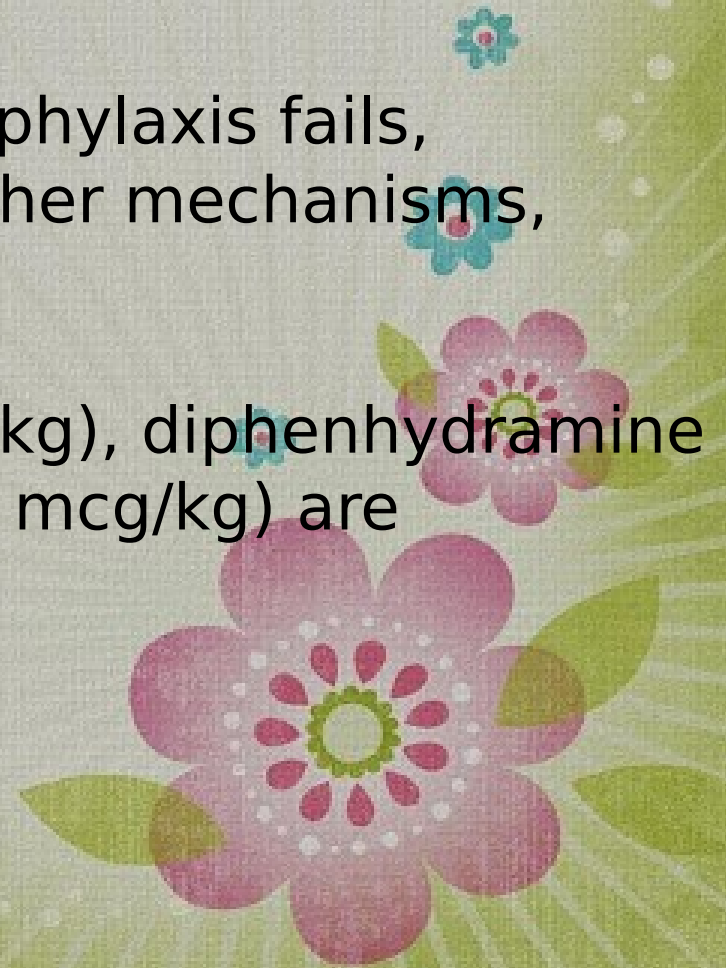 phylaxis fails,
her mechanisms,
kg), diphenhydramine
mcg/kg) are